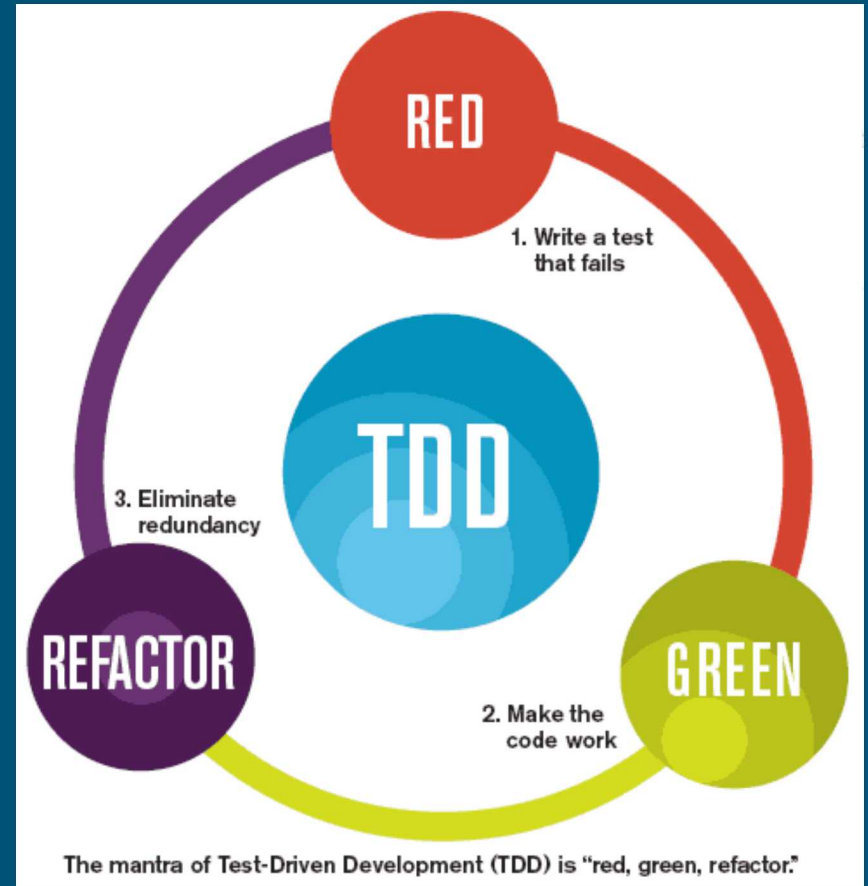 RED
1. Write a test
that fails
TDD
3. Eliminate
redundancy
REFACTOR
GREEN
2. Make the
code work
The mantra of Test-Driven Development (TDD) is “red, green, refactor.”